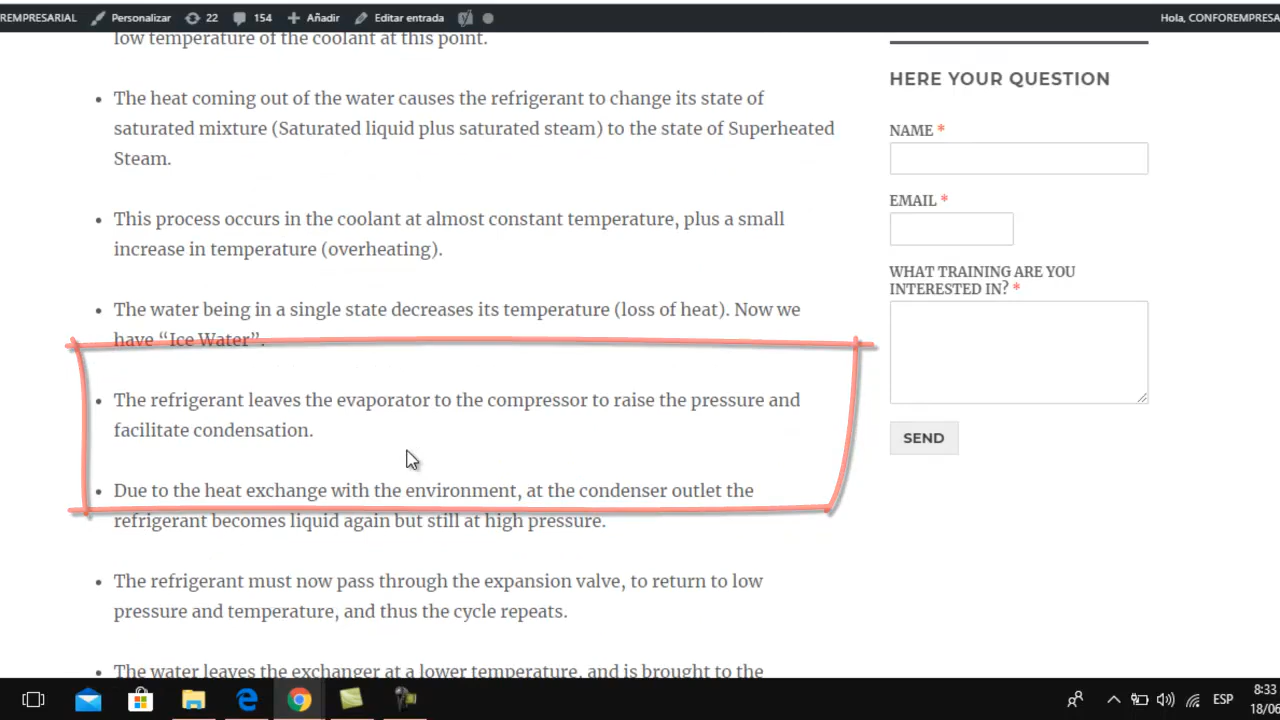 REMPRESARIAL Personalizar 22 154 Añadir Editar entrada Hola, CONFOREMPRESA
low temperature of the coolant at this point.
• The heat coming out of the water causes the refrigerant to change its state of
saturated mixture (Saturated liquid plus saturated steam) to the state of Superheated
Steam.
• This process occurs in the coolant at almost constant temperature, plus a small
increase in temperature (overheating).
• The water being in a single state decreases its temperature (loss of heat). Now we
have “Ice Water”.
• The refrigerant leaves the evaporator to the compressor to raise the pressure and
facilitate condensation.
• Due to the heat exchange with the environment, at the condenser outlet the
refrigerant becomes liquid again but still at high pressure.
• The refrigerant must now pass through the expansion valve, to return to low
pressure and temperature, and thus the cycle repeats.
• The water leaves the exchanger at a lower temperature, and is brought to the
HERE YOUR QUESTION
NAME *
EMAIL *
WHAT TRAINING ARE YOU
INTERESTED IN? *
SEND
ESP
8:33
18/06